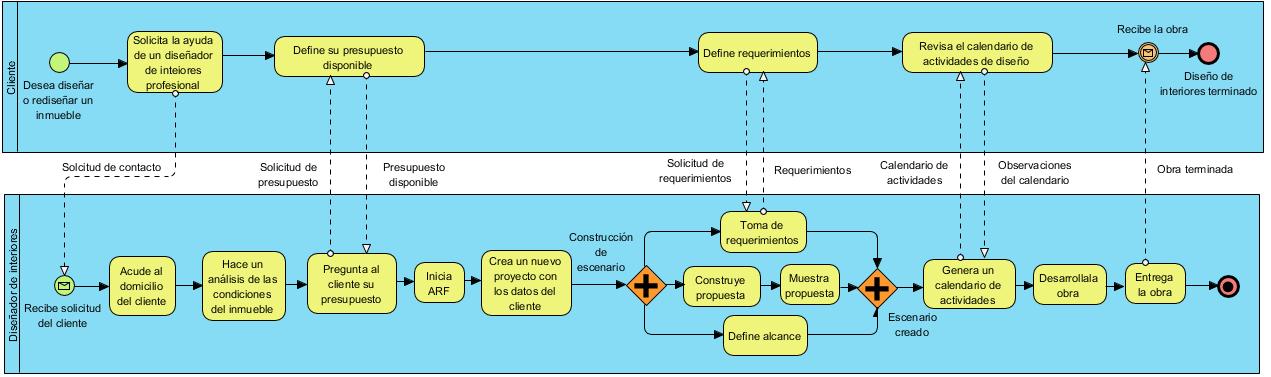 Cliente
Desea diseñar
o rediseñar un
inmueble
Solicita la ayuda
de un diseñador
de inteiores
profesional
Define su presupuesto
disponible
Define requerimientos
Revisa el calendario de
actividades de diseño
Recibe la obra
Diseño de
interiores terminado
Solcitud de contacto
Solicitud de
presupuesto
Presupuesto
disponible
Solicitud de
requerimientos
Requerimientos
Calendario de
actividades
Observaciones
del calendario
Obra terminada
Diseñador de interiores
Recibe solicitud
del cliente
Acude al
domicilio
del cliente
Hace un
análisis de las
condiciones
del inmueble
Pregunta al
cliente su
presupuesto
Inicia
ARF
Crea un nuevo
proyecto con
los datos del
cliente
Construcción
de
escenario
Toma de
requerimientos
Construye
propuesta
Muestra
propuesta
Define alcance
Escenario
creado
Genera un
calendario de
actividades
Desarrollala
obra
Entrega
la obra